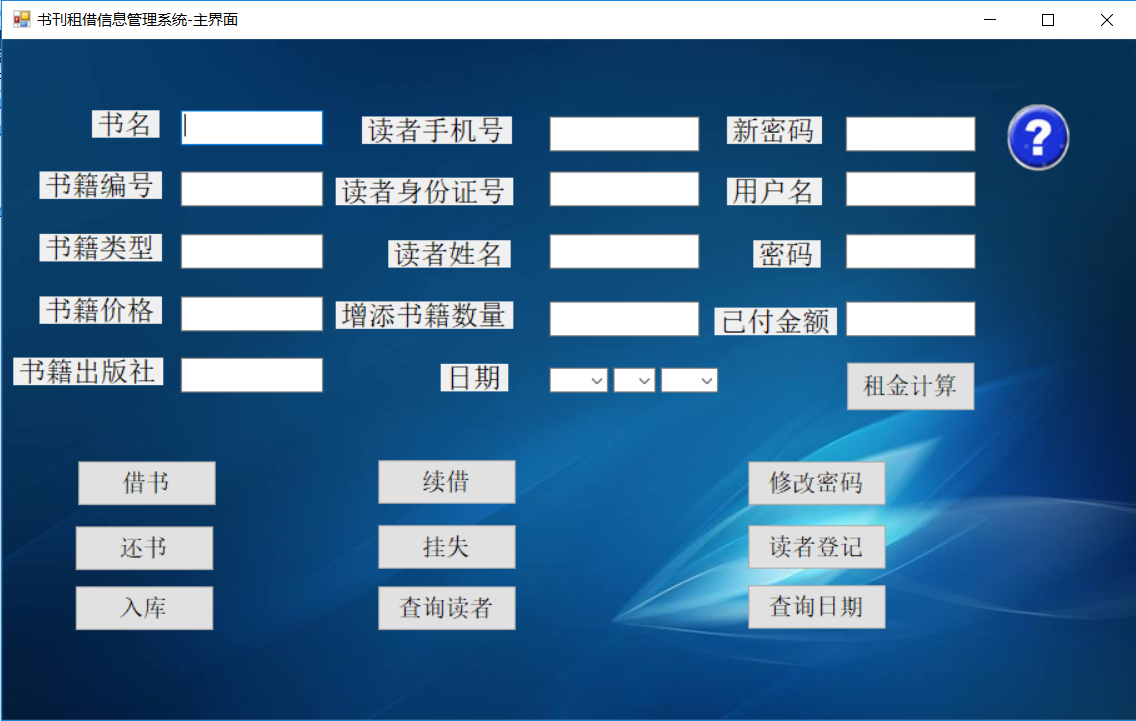 书刊租借信息管理系统-主界面
书名 读者手机号 新密码 ?
书籍编号 读者身份证号 用户名
书籍类型 读者姓名 密码
书籍价格 增添书籍数量 已付金额
书籍出版社 日期 租金计算
借书 续借 修改密码
还书 挂失 读者登记
入库 查询读者 查询日期